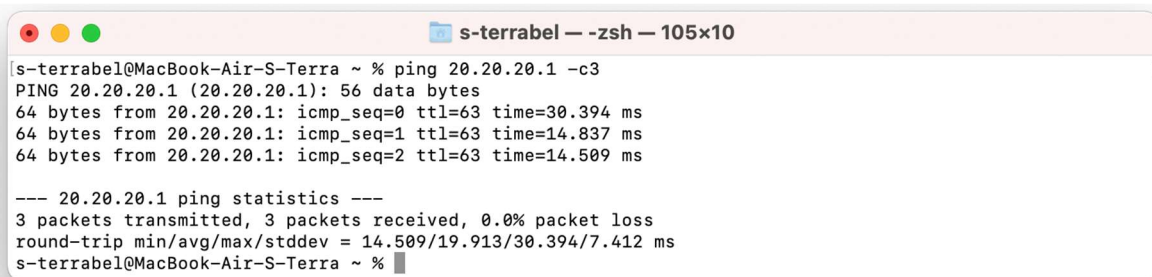 s-terrabel — -zsh — 105×10
[s-terrabel@MacBook-Air-S-Terra ~ % ping 20.20.20.1 -c3
PING 20.20.20.1 (20.20.20.1): 56 data bytes
64 bytes from 20.20.20.1: icmp_seq=0 ttl=63 time=30.394 ms
64 bytes from 20.20.20.1: icmp_seq=1 ttl=63 time=14.837 ms
64 bytes from 20.20.20.1: icmp_seq=2 ttl=63 time=14.509 ms
--- 20.20.20.1 ping statistics ---
3 packets transmitted, 3 packets received, 0.0% packet loss
round-trip min/avg/max/stddev = 14.509/19.913/30.394/7.412 ms
s-terrabel@MacBook-Air-S-Terra ~ %